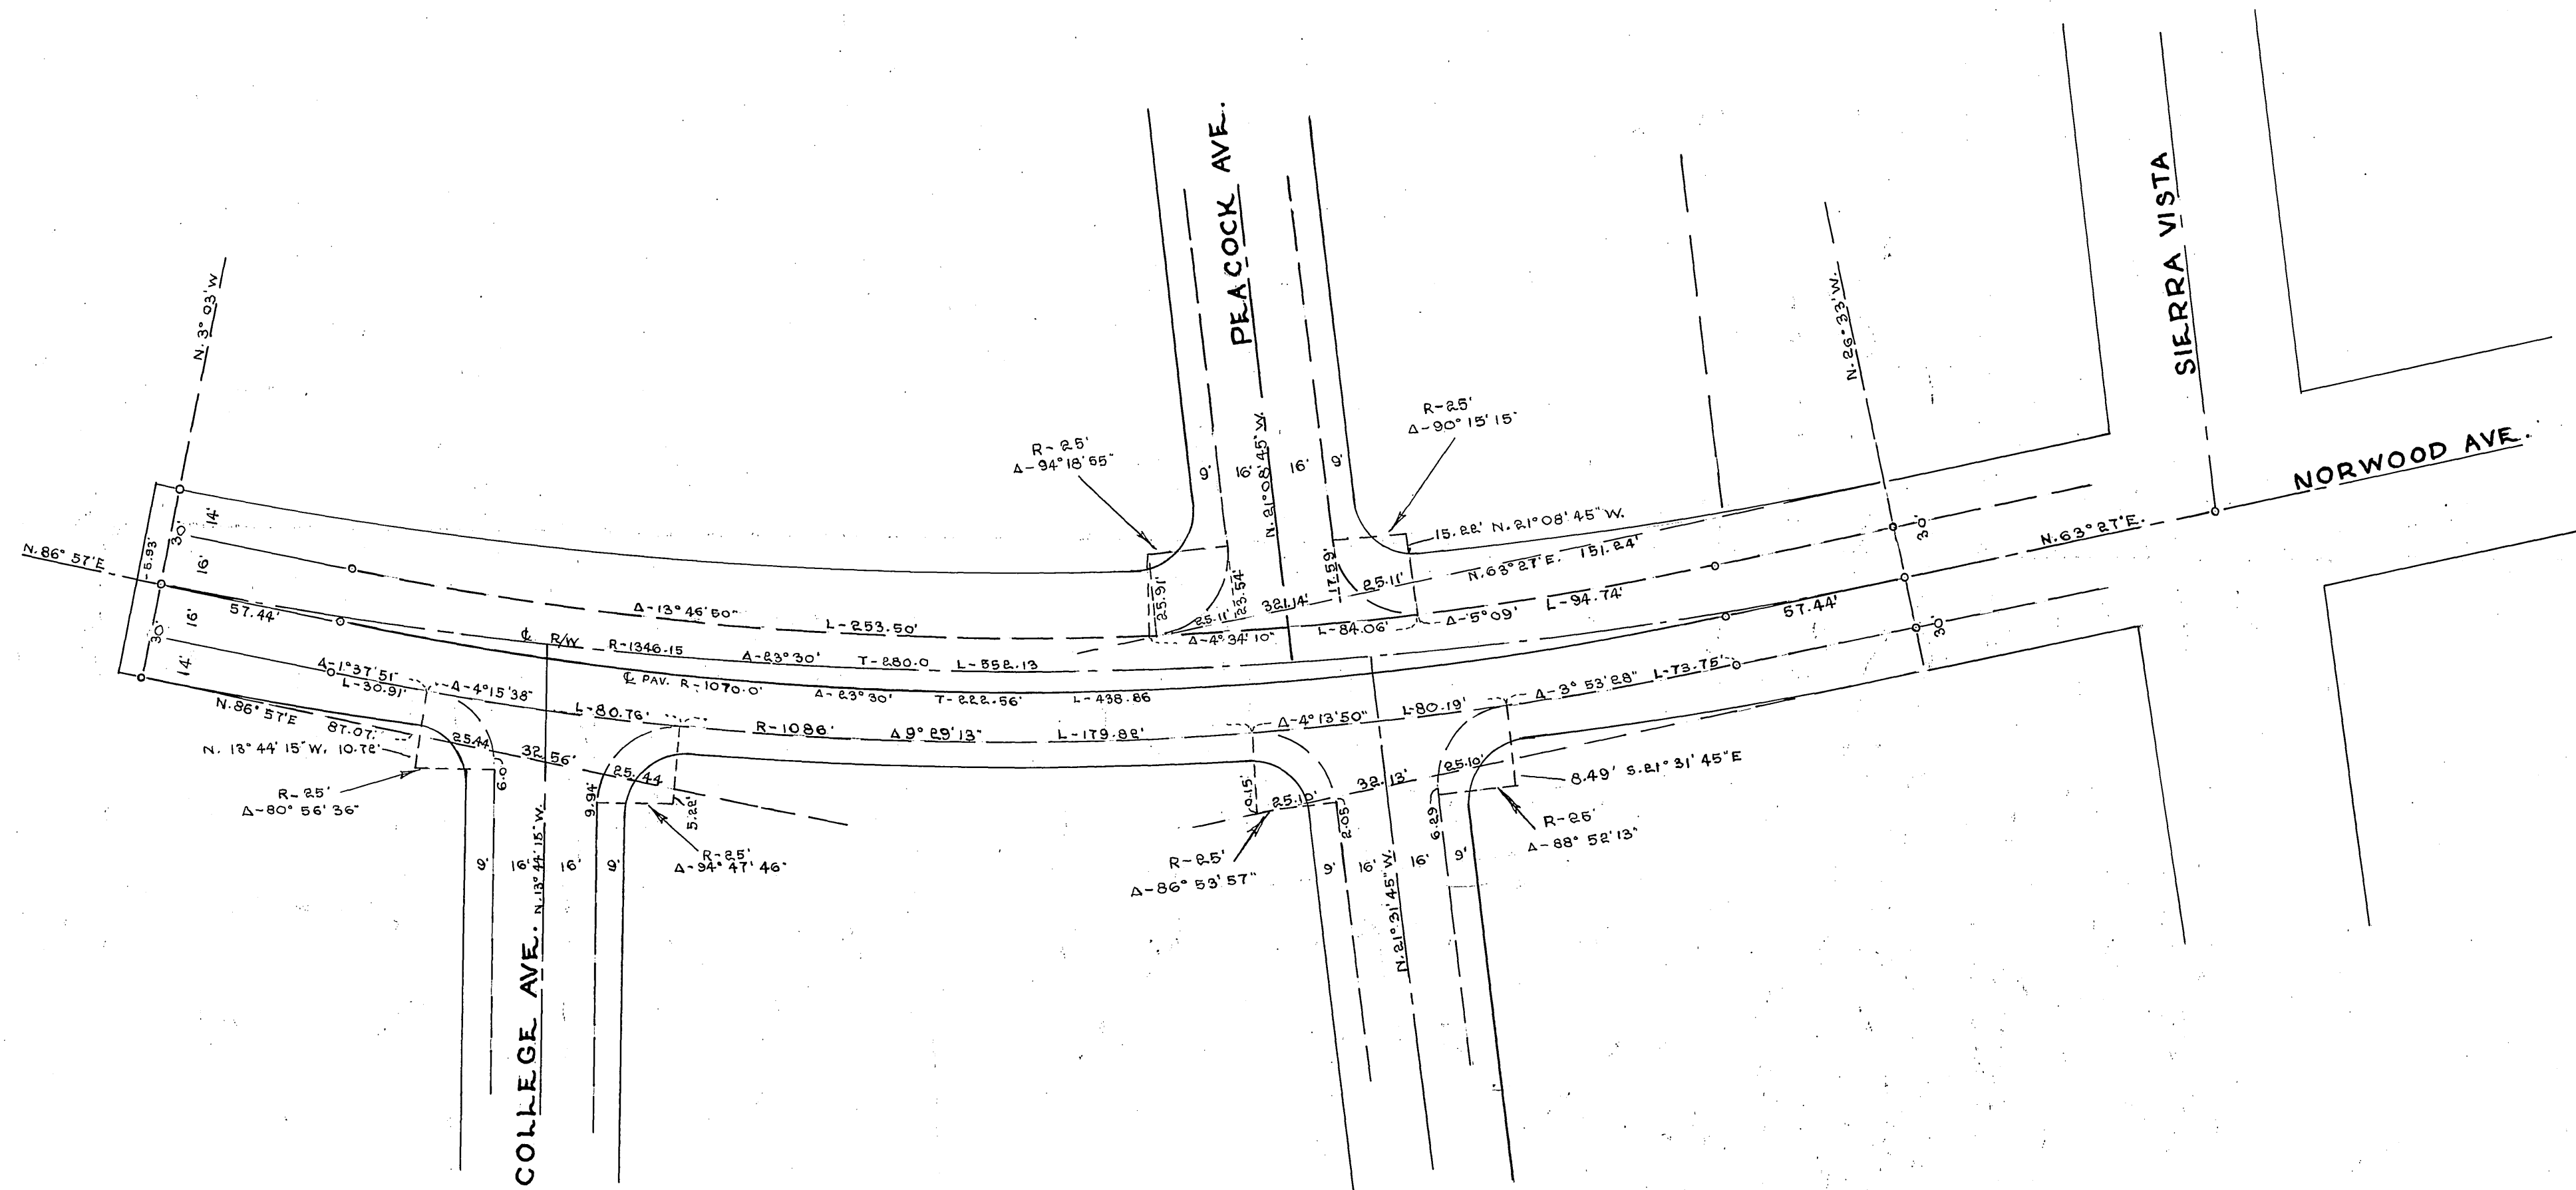 PEACOCK AVE.
SIERRA VISTA
N. 3° 03' W
N. 26° 33' W.
R-25'
Δ-90° 15' 15"
R-25'
Δ-94° 18' 55"
N. 21° 08' 45" W.
9'
16'
16'
9'
NORWOOD AVE.
15.22' N. 21° 08' 45" W.
N. 63° 27' E. 151.24'
30'
N. 63° 27' E.
14'
30'
5.93'
N. 86° 57' E
16'
25.91'
23.54'
17.59'
25.11'
32.14'
25.11'
Δ-13° 46' 50"
L-253.50'
Δ-4° 34' 10"
L-84.06'
Δ-5° 09'
L-94.74'
57.44'
16'
57.44'
30'
30'
14'
℄ R/W R-1346.15 Δ-23° 30' T-280.0 L-552.13
℄ PAV. R-1070.0' Δ-23° 30' T-222.56' L-438.86
Δ-1° 37' 51"
L-30.91'
Δ-4° 15' 38"
L-80.76'
R-1086'
Δ 9° 29' 13"
L-179.82'
Δ-4° 13' 50"
L-80.19'
Δ-3° 53' 28" L-73.75'
N. 86° 57' E
87.07'
N. 13° 44' 15" W. 10.72'
25.44
32.56'
25.44
6.0'
9.94'
5.22'
R-25'
Δ-80° 56' 36"
R-25'
Δ-94° 47' 46"
0.15'
25.10'
32.13'
25.10'
2.05'
6.29'
8.49' S. 21° 31' 45" E
R-25'
Δ-88° 52' 13"
R-25'
Δ-86° 53' 57"
9'
16'
16'
9'
9'
16'
16'
9'
N. 13° 44' 15" W.
COLLEGE AVE.
N. 21° 31' 45" W.